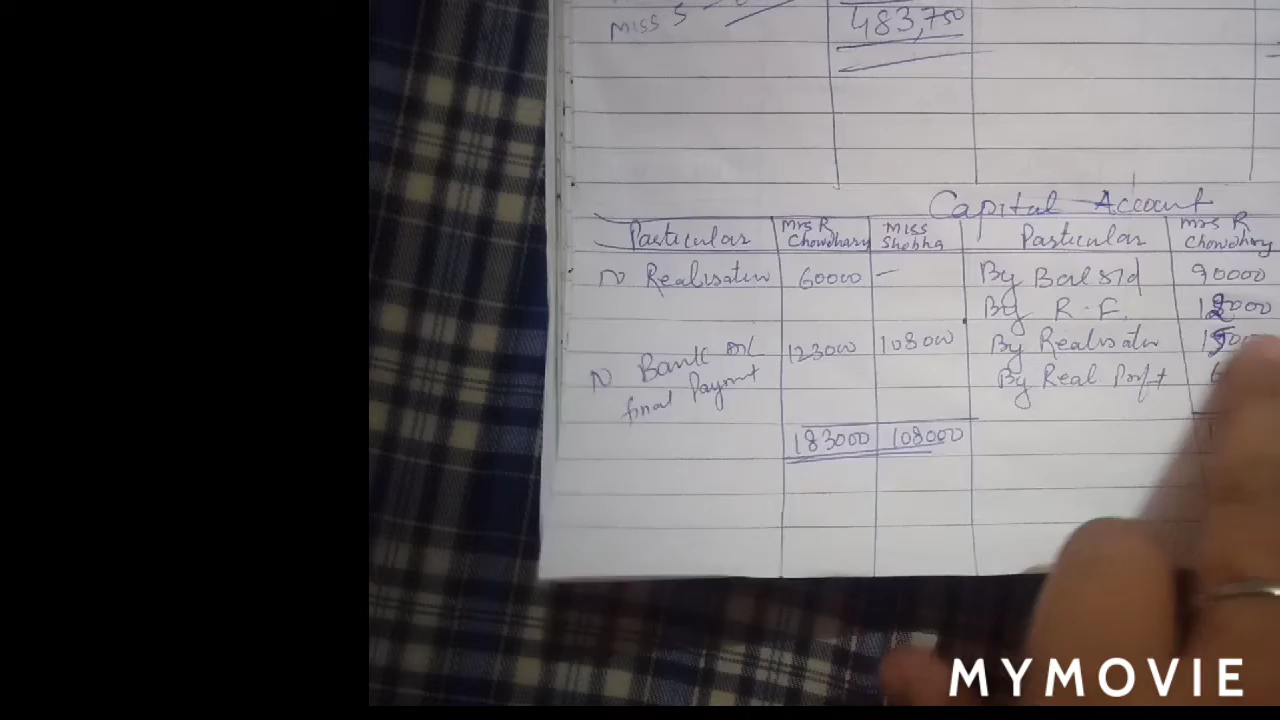 Miss S
483,750
Capital Account
Particular Mrs R Chowdhary Miss Shobha Particular Mrs R Chowdhary
To Realisation 60000 — By Bal b/d 90000
By R.F. 12000
To Bank A/c final Payment 123000 108000 By Realisation
By Real Profit
183000 108000
MYMOVIE